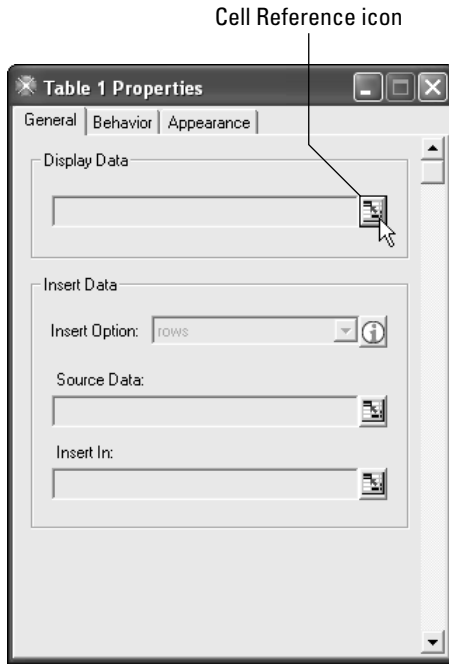 Cell Reference icon
Table 1 Properties
General Behavior Appearance
Display Data
Insert Data
Insert Option: rows
Source Data:
Insert In: